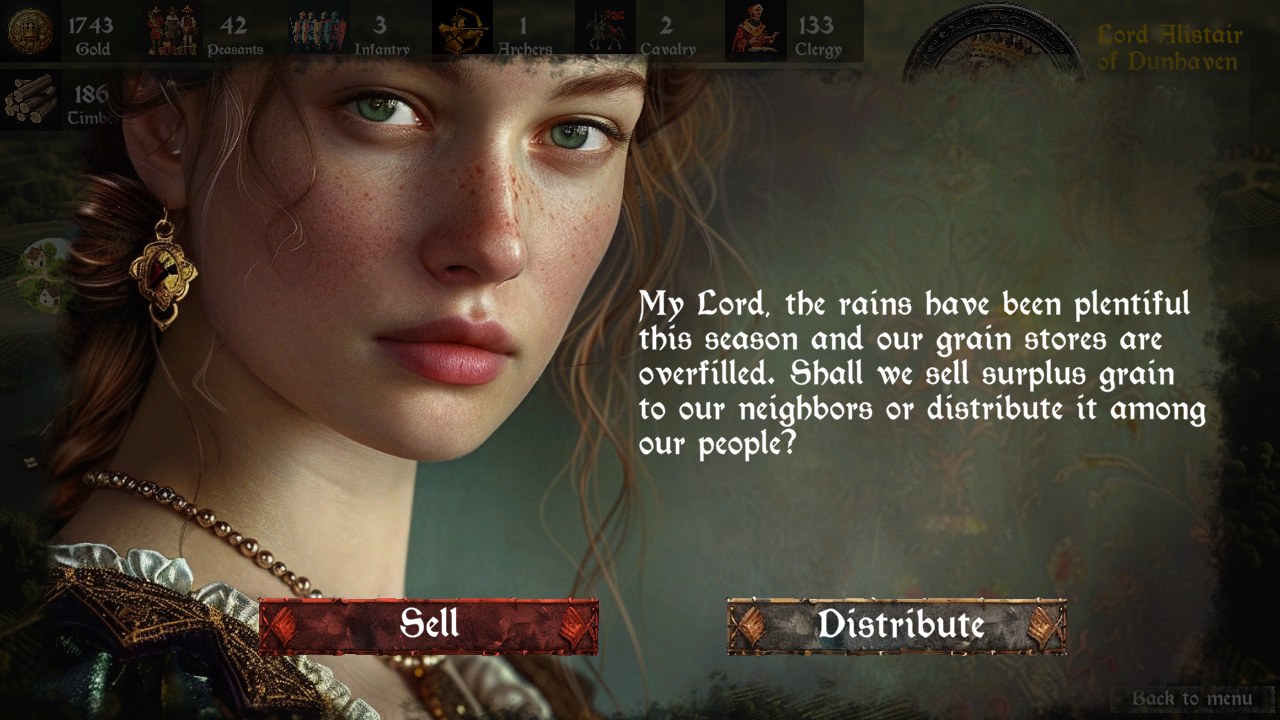 1743
Gold
42
Peasants
3
Infantry
1
Archers
2
Cavalry
133
Clergy
Lord Alistair
of Dunhaven
186
Timber
My Lord, the rains have been plentiful
this season and our grain stores are
overfilled. Shall we sell surplus grain
to our neighbors or distribute it among
our people?
Sell
Distribute
Back to menu